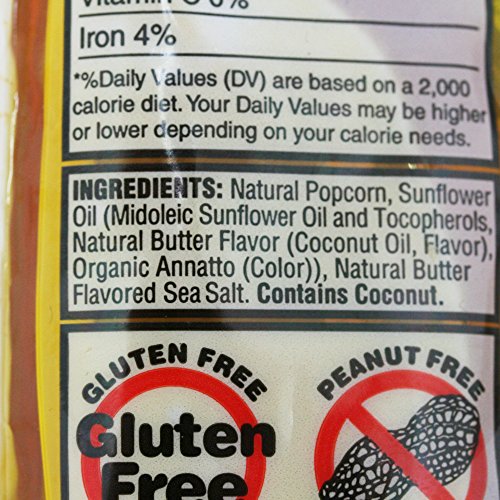 Vitamin C 0%
Iron 4%
*%Daily Values (DV) are based on a 2,000
calorie diet. Your Daily Values may be higher
or lower depending on your calorie needs.
INGREDIENTS: Natural Popcorn, Sunflower
Oil (Midoleic Sunflower Oil and Tocopherols,
Natural Butter Flavor (Coconut Oil, Flavor),
Organic Annatto (Color)), Natural Butter
Flavored Sea Salt. Contains Coconut.
GLUTEN FREE
Gluten
Free
PEANUT FREE